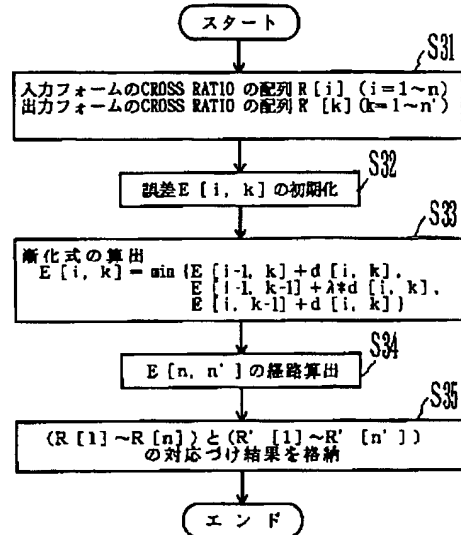 スタート
S31
入力フォームのCROSS RATIO の配列 R [i] (i=1~n)
出力フォームのCROSS RATIO の配列 R' [k] (k=1~n')
S32
誤差E [i, k] の初期化
S33
漸化式の算出
E [i, k] = min {E [i-1, k] +d [i, k],
E [i-1, k-1] +λ*d [i, k],
E [i, k-1] +d [i, k]}
S34
E [n, n'] の経路算出
S35
(R [1] ~R [n]) と (R' [1] ~R' [n'])
の対応づけ結果を格納
エンド